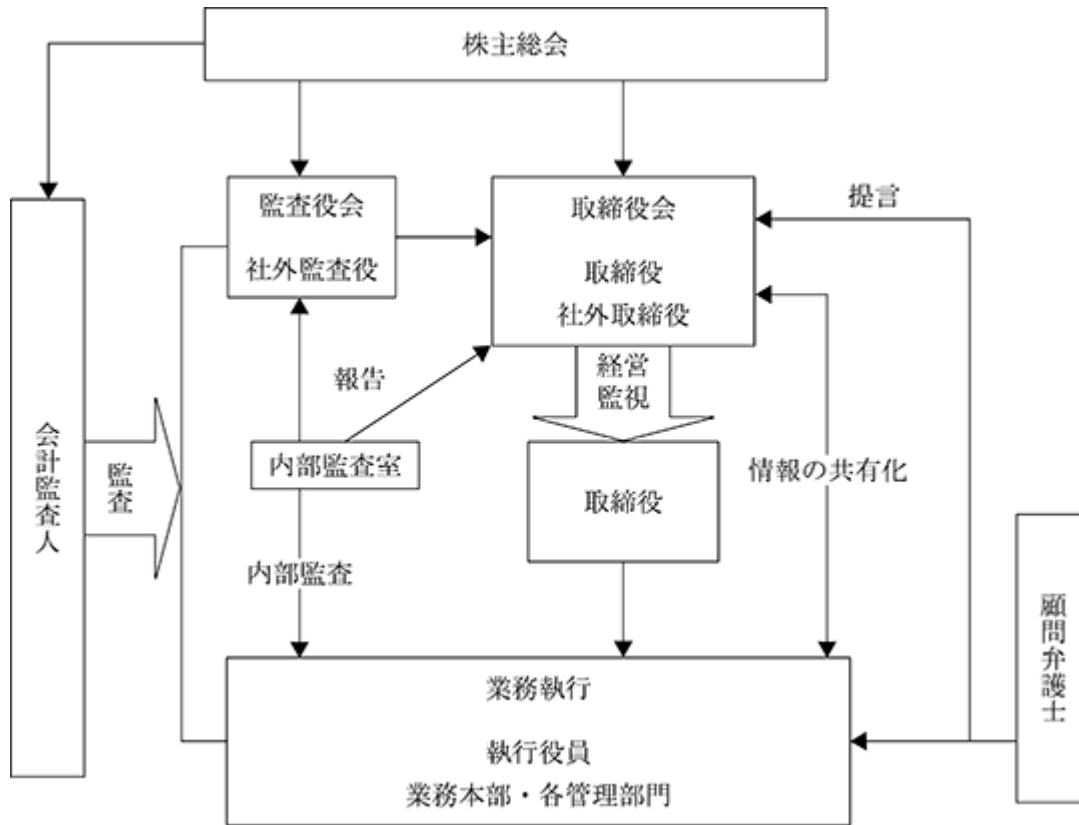 株主総会
監査役会
社外監査役
取締役会
取締役
社外取締役
提言
報告
経営
監視
会計監査人
監査
内部監査室
取締役
情報の共有化
内部監査
顧問弁護士
業務執行
執行役員
業務本部・各管理部門